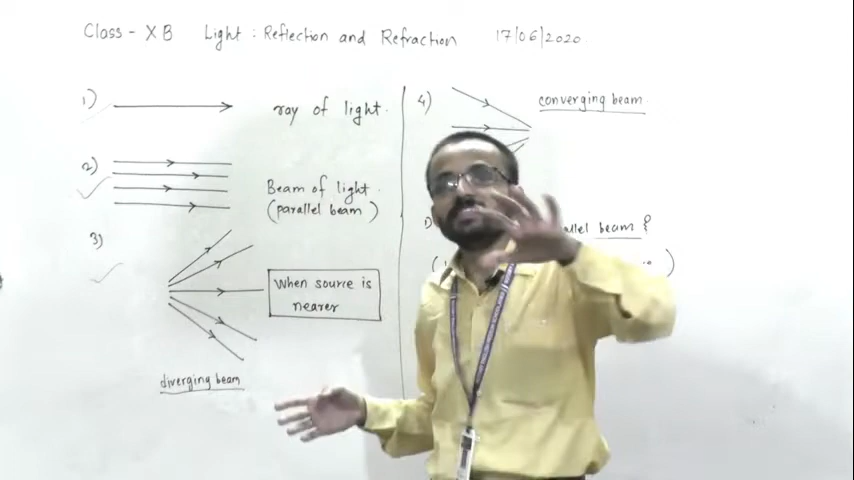 Class - X B Light : Reflection and Refraction 17/06/2020.
1)
ray of light.
2)
Beam of light.
(parallel beam)
3)
When source is
nearer
diverging beam
4)
converging beam
beam